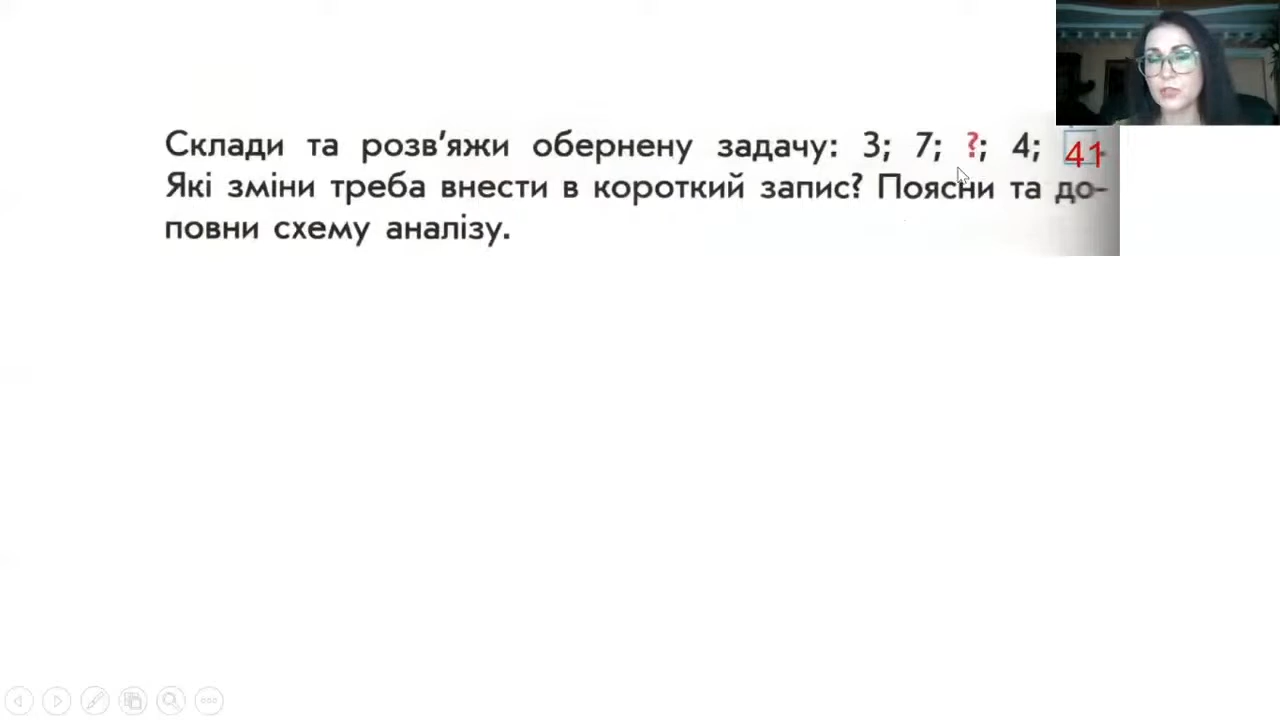 Склади та розв'яжи обернену задачу: 3; 7; ?; 4; 41.
Які зміни треба внести в короткий запис? Поясни та до-
повни схему аналізу.